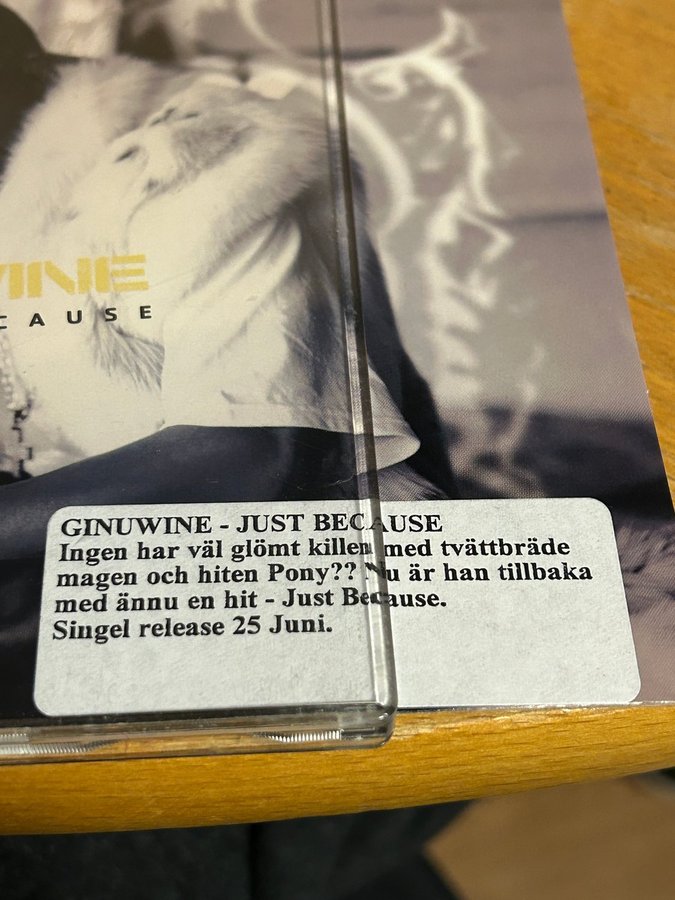 WINE
CAUSE
GINUWINE - JUST BECAUSE
Ingen har väl glömt killen med tvättbräde
magen och hiten Pony?? Nu är han tillbaka
med ännu en hit - Just Because.
Singel release 25 Juni.